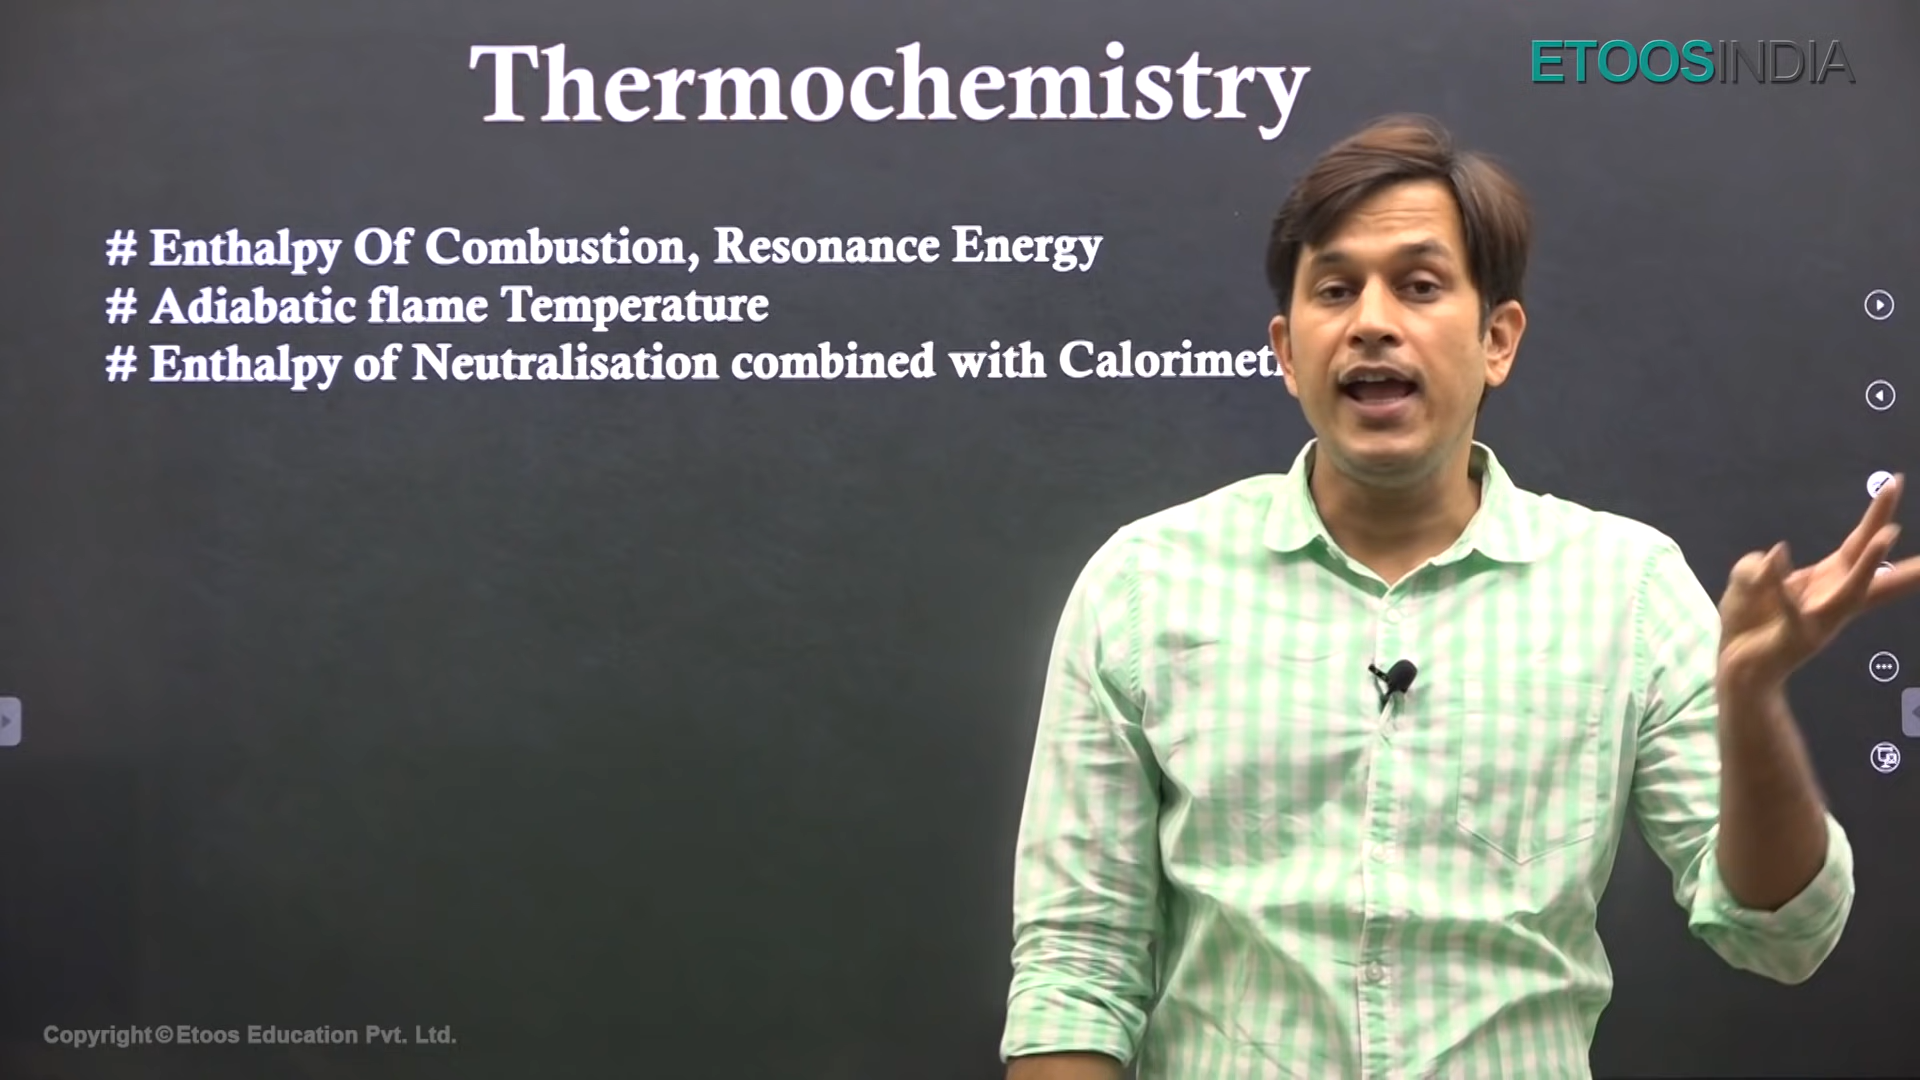 Thermochemistry
ETOOSINDIA
# Enthalpy Of Combustion, Resonance Energy
# Adiabatic flame Temperature
# Enthalpy of Neutralisation combined with
Copyright©Etoos Education Pvt. Ltd.